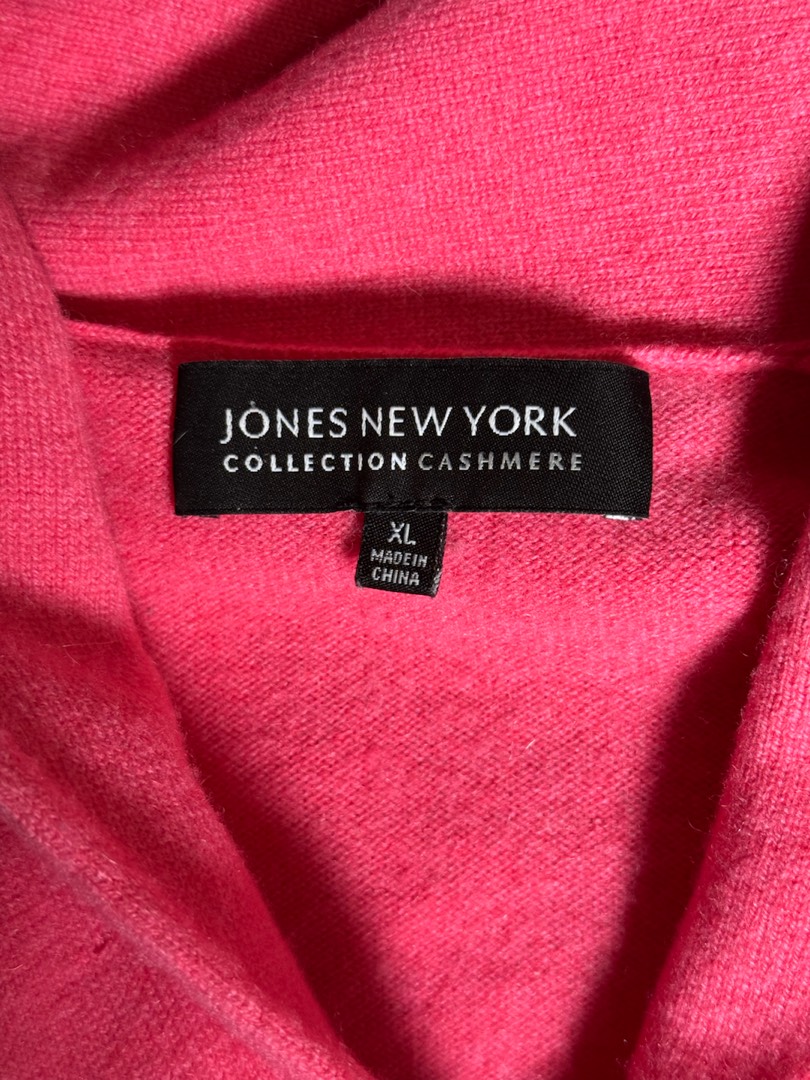 JONES NEW YORK
COLLECTION CASHMERE
XL
MADE IN
CHINA